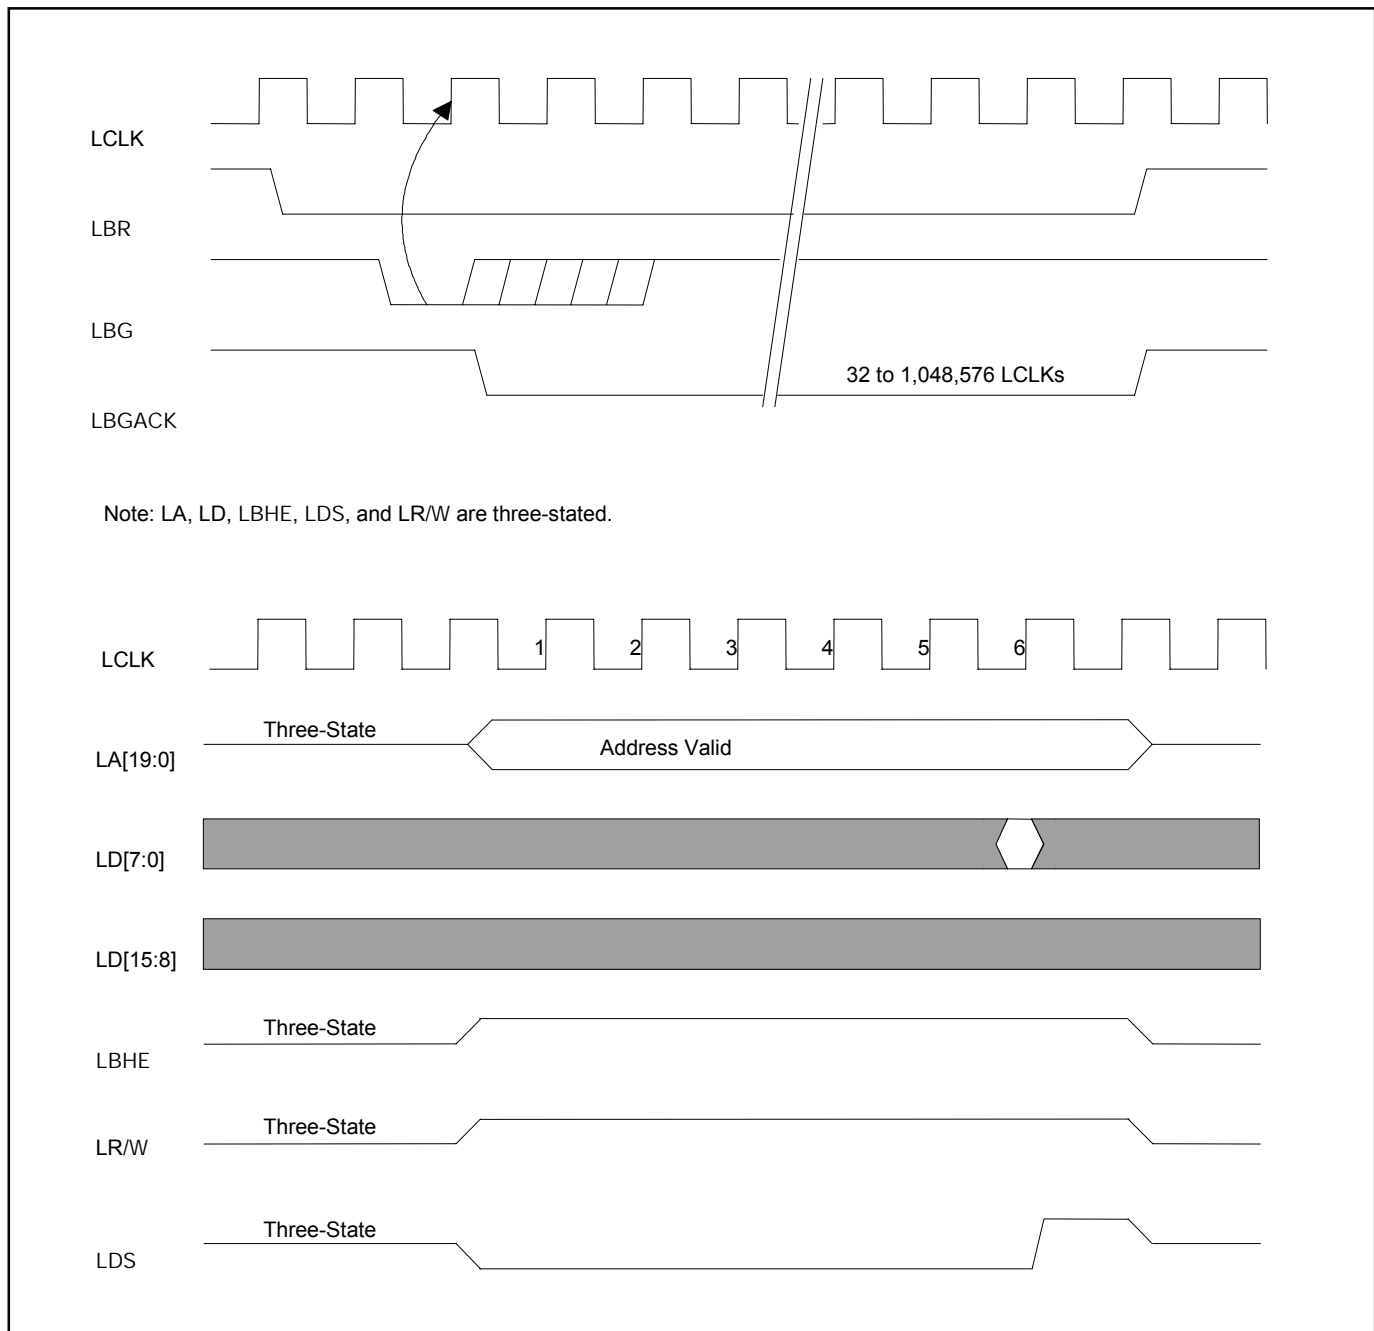 LCLK
LBR
LBG
32 to 1,048,576 LCLKs
LBGACK
Note: LA, LD, LBHE, LDS, and LR/W are three-stated.
1 2 3 4 5 6
LCLK
Three-State
Address Valid
LA[19:0]
LD[7:0]
LD[15:8]
Three-State
LBHE
Three-State
LR/W
Three-State
LDS